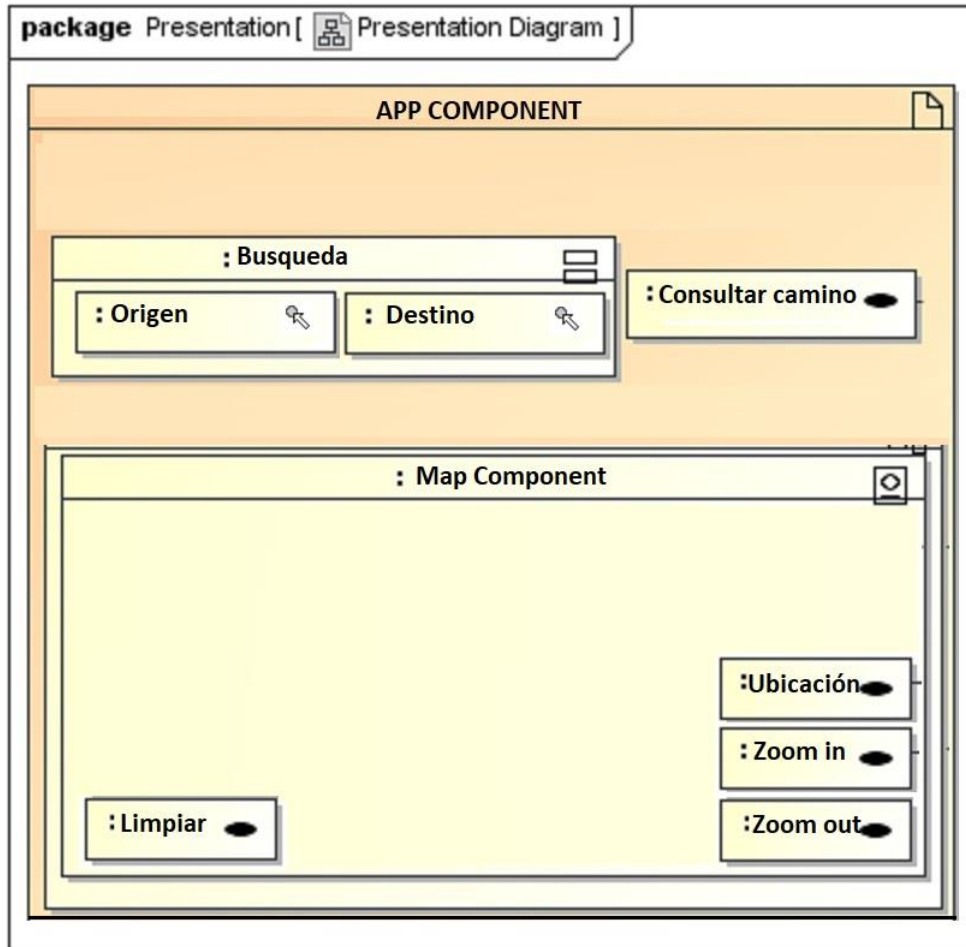 package Presentation [ Presentation Diagram ]
APP COMPONENT
: Busqueda
: Origen
: Destino
:Consultar camino
: Map Component
:Ubicación
: Zoom in
:Limpiar
:Zoom out